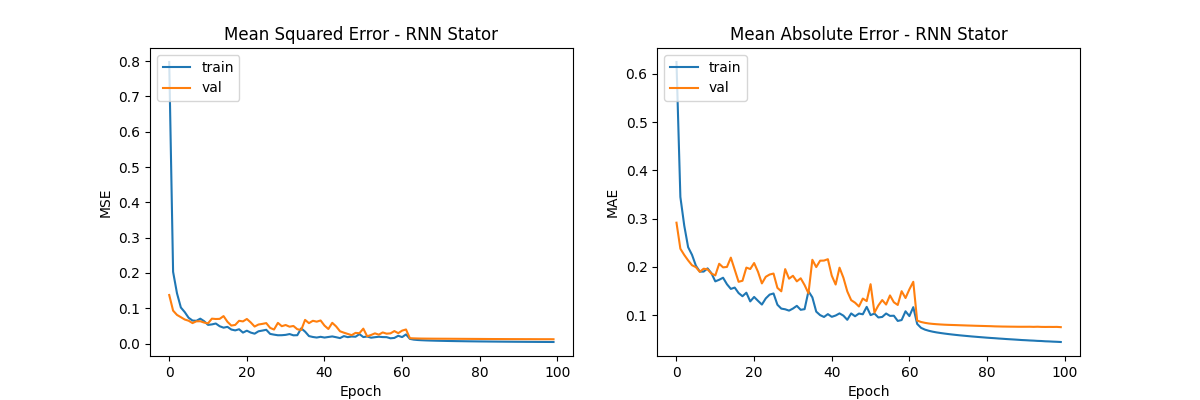 Mean Squared Error - RNN Stator
train
val
0.8
0.7
0.6
0.5
0.4
0.3
0.2
0.1
0.0
MSE
0
20
40
60
80
100
Epoch
Mean Absolute Error - RNN Stator
train
val
0.6
0.5
0.4
0.3
0.2
0.1
MAE
0
20
40
60
80
100
Epoch